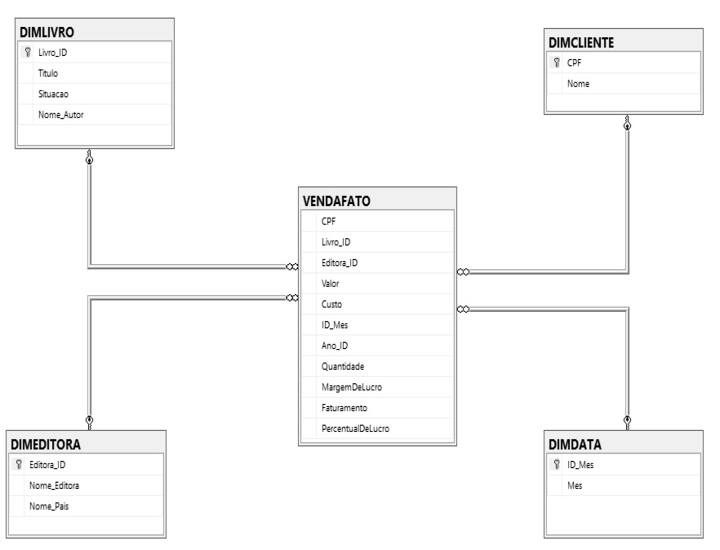 DIMLIVRO
Livro_ID
Titulo
Situacao
Nome_Autor
DIMCLIENTE
CPF
Nome
VENDAFATO
CPF
Livro_ID
Editora_ID
Valor
Custo
ID_Mes
Ano_ID
Quantidade
MargemDeLucro
Faturamento
PercentualDeLucro
DIMEDITORA
Editora_ID
Nome_Editora
Nome_Pais
DIMDATA
ID_Mes
Mes